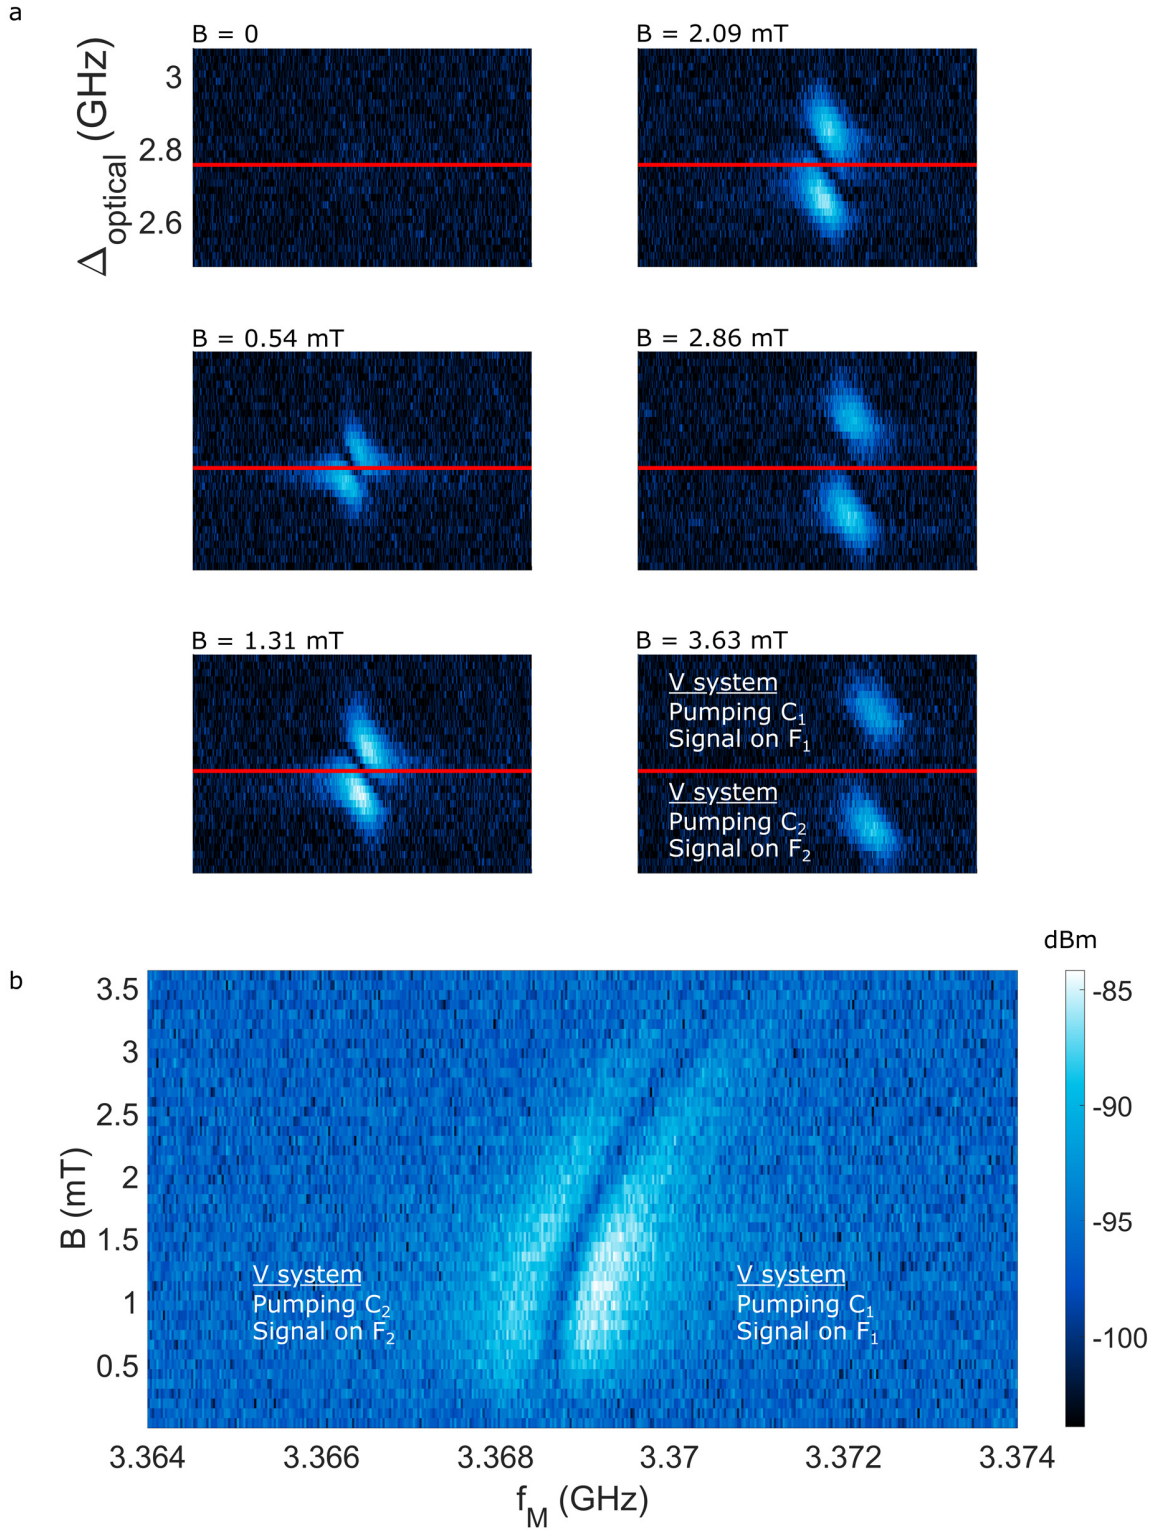 a
B = 0
B = 2.09 mT
Δoptical (GHz)
3
2.8
2.6
B = 0.54 mT
B = 2.86 mT
B = 1.31 mT
B = 3.63 mT
V system
Pumping C1
Signal on F1
V system
Pumping C2
Signal on F2
b
dBm
B (mT)
3.5
3
2.5
2
1.5
1
0.5
V system
Pumping C2
Signal on F2
V system
Pumping C1
Signal on F1
-85
-90
-95
-100
3.364
3.366
3.368
3.37
3.372
3.374
fM (GHz)